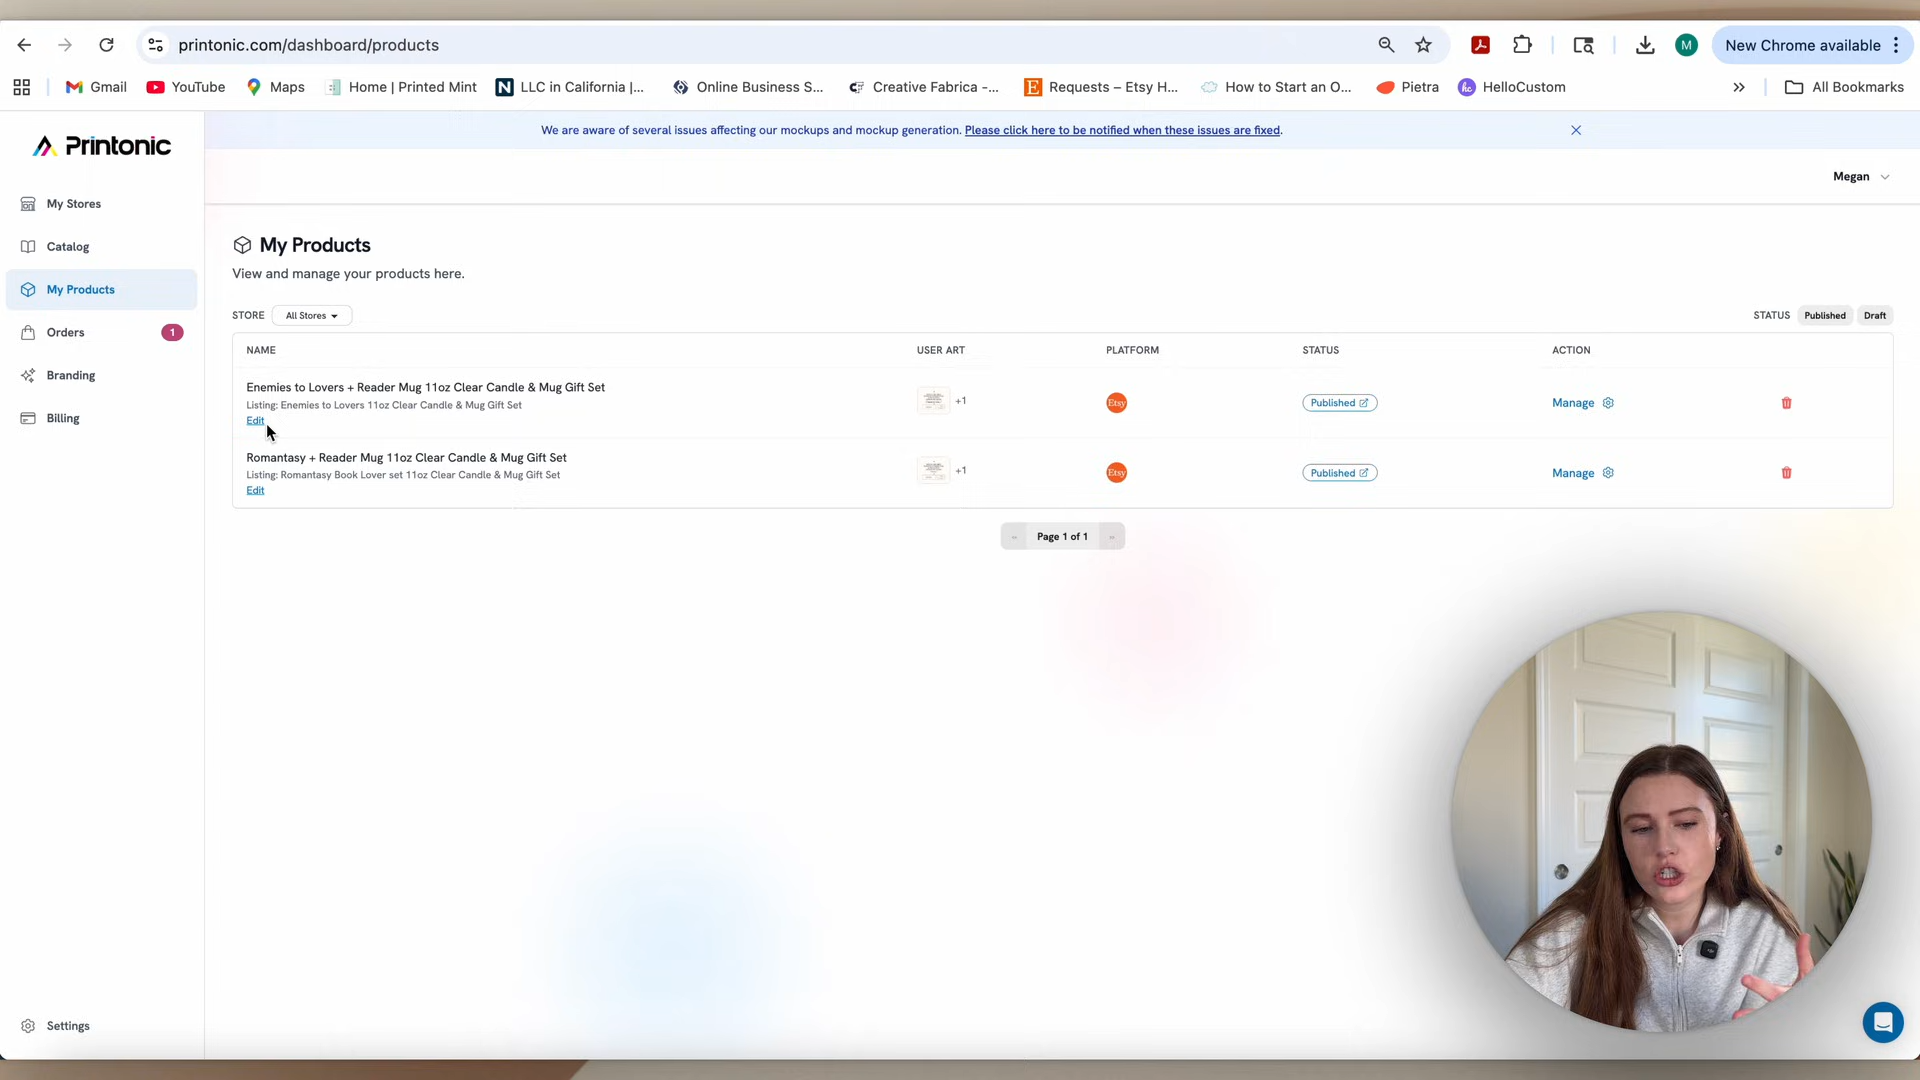 printonic.com/dashboard/products
M
New Chrome available
Gmail
YouTube
Maps
Home | Printed Mint
LLC in California |...
Online Business S...
Creative Fabrica -...
Requests – Etsy H...
How to Start an O...
Pietra
hc
HelloCustom
All Bookmarks
We are aware of several issues affecting our mockups and mockup generation. Please click here to be notified when these issues are fixed.
Printonic
Megan
My Stores
Catalog
My Products
Orders
1
Branding
Billing
Settings
My Products
View and manage your products here.
STORE
All Stores
STATUS
Published
Draft
NAME
USER ART
PLATFORM
STATUS
ACTION
Enemies to Lovers + Reader Mug 11oz Clear Candle & Mug Gift Set
Listing: Enemies to Lovers 11oz Clear Candle & Mug Gift Set
Edit
+1
Etsy
Published
Manage
Romantasy + Reader Mug 11oz Clear Candle & Mug Gift Set
Listing: Romantasy Book Lover set 11oz Clear Candle & Mug Gift Set
Edit
+1
Etsy
Published
Manage
« Page 1 of 1 »